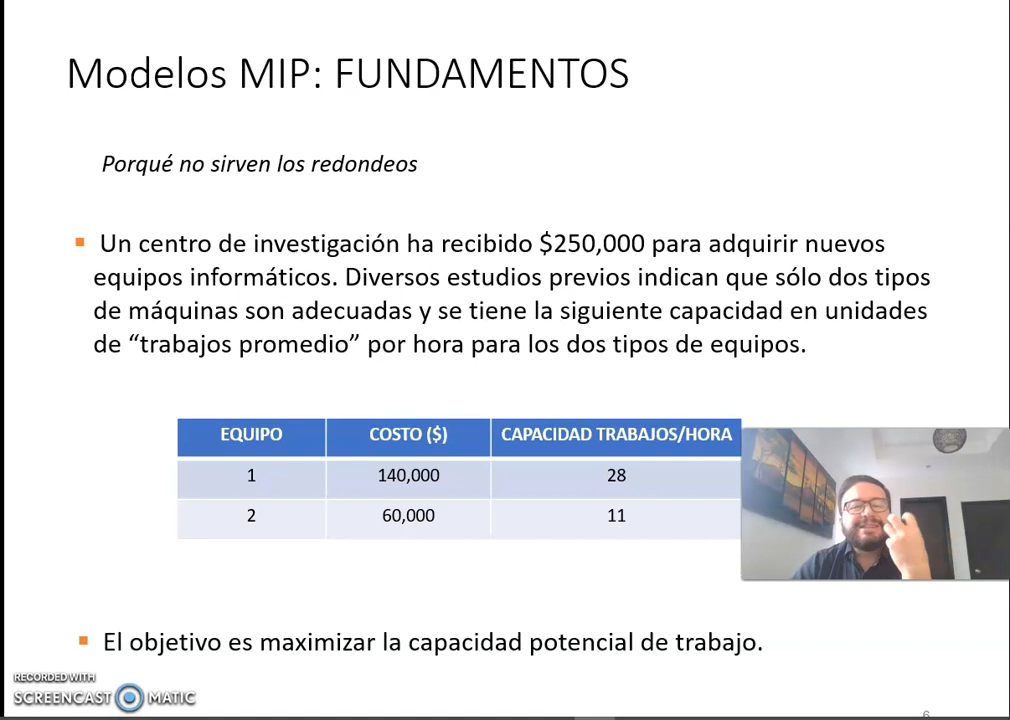 Modelos MIP: FUNDAMENTOS
Porqué no sirven los redondeos
Un centro de investigación ha recibido $250,000 para adquirir nuevos
equipos informáticos. Diversos estudios previos indican que sólo dos tipos
de máquinas son adecuadas y se tiene la siguiente capacidad en unidades
de “trabajos promedio” por hora para los dos tipos de equipos.
EQUIPO COSTO ($) CAPACIDAD TRABAJOS/HORA
1 140,000 28
2 60,000 11
El objetivo es maximizar la capacidad potencial de trabajo.
RECORDED WITH
SCREENCAST MATIC
6